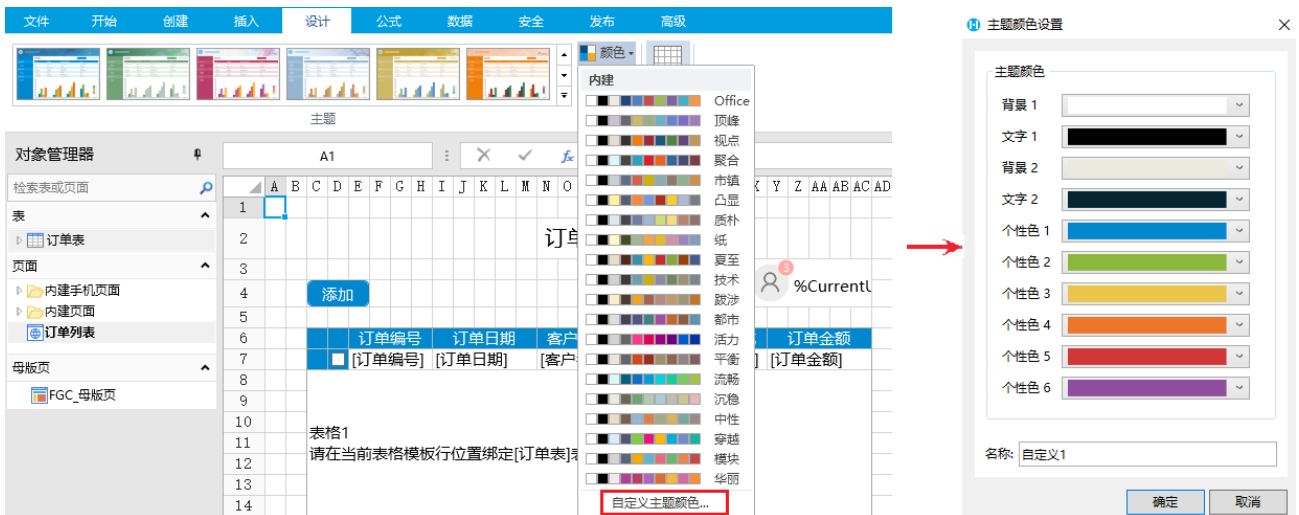 文件 开始 创建 插入 设计 公式 数据 安全 发布 高级
颜色
主题
对象管理器
检索表或页面
表
订单表
页面
内建手机页面
内建页面
订单列表
母版页
FGC_母版页
A1
fx
A B C D E F G H I J K L M N O Y Z AA AB AC AD
1
2 订单
3
4 添加 3 %CurrentU
5
6 订单编号 订单日期 客户 订单金额
7 [订单编号] [订单日期] [客户 ] [订单金额]
8
9
10
表格1
11
请在当前表格模板行位置绑定[订单表]表
12
13
14
内建
Office
顶峰
视点
聚合
市镇
凸显
质朴
纸
夏至
技术
跋涉
都市
活力
平衡
流畅
沉稳
中性
穿越
模块
华丽
自定义主题颜色...
主题颜色设置
主题颜色
背景 1
文字 1
背景 2
文字 2
个性色 1
个性色 2
个性色 3
个性色 4
个性色 5
个性色 6
名称: 自定义1
确定 取消